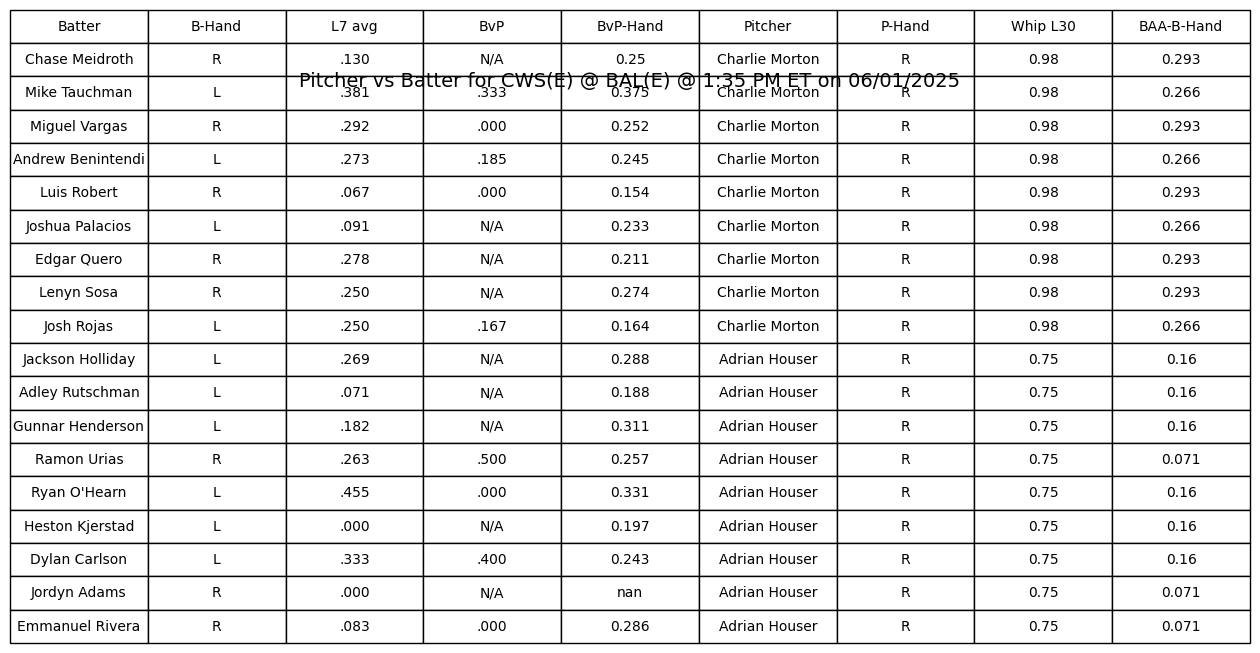 Batter B-Hand L7 avg BvP BvP-Hand Pitcher P-Hand Whip L30 BAA-B-Hand
Chase Meidroth R .130 N/A 0.25 Charlie Morton R 0.98 0.293
Pitcher vs Batter for CWS(E) @ BAL(E) @ 1:35 PM ET on 06/01/2025
Mike Tauchman L .381 .333 0.375 Charlie Morton R 0.98 0.266
Miguel Vargas R .292 .000 0.252 Charlie Morton R 0.98 0.293
Andrew Benintendi L .273 .185 0.245 Charlie Morton R 0.98 0.266
Luis Robert R .067 .000 0.154 Charlie Morton R 0.98 0.293
Joshua Palacios L .091 N/A 0.233 Charlie Morton R 0.98 0.266
Edgar Quero R .278 N/A 0.211 Charlie Morton R 0.98 0.293
Lenyn Sosa R .250 N/A 0.274 Charlie Morton R 0.98 0.293
Josh Rojas L .250 .167 0.164 Charlie Morton R 0.98 0.266
Jackson Holliday L .269 N/A 0.288 Adrian Houser R 0.75 0.16
Adley Rutschman L .071 N/A 0.188 Adrian Houser R 0.75 0.16
Gunnar Henderson L .182 N/A 0.311 Adrian Houser R 0.75 0.16
Ramon Urias R .263 .500 0.257 Adrian Houser R 0.75 0.071
Ryan O'Hearn L .455 .000 0.331 Adrian Houser R 0.75 0.16
Heston Kjerstad L .000 N/A 0.197 Adrian Houser R 0.75 0.16
Dylan Carlson L .333 .400 0.243 Adrian Houser R 0.75 0.16
Jordyn Adams R .000 N/A nan Adrian Houser R 0.75 0.071
Emmanuel Rivera R .083 .000 0.286 Adrian Houser R 0.75 0.071